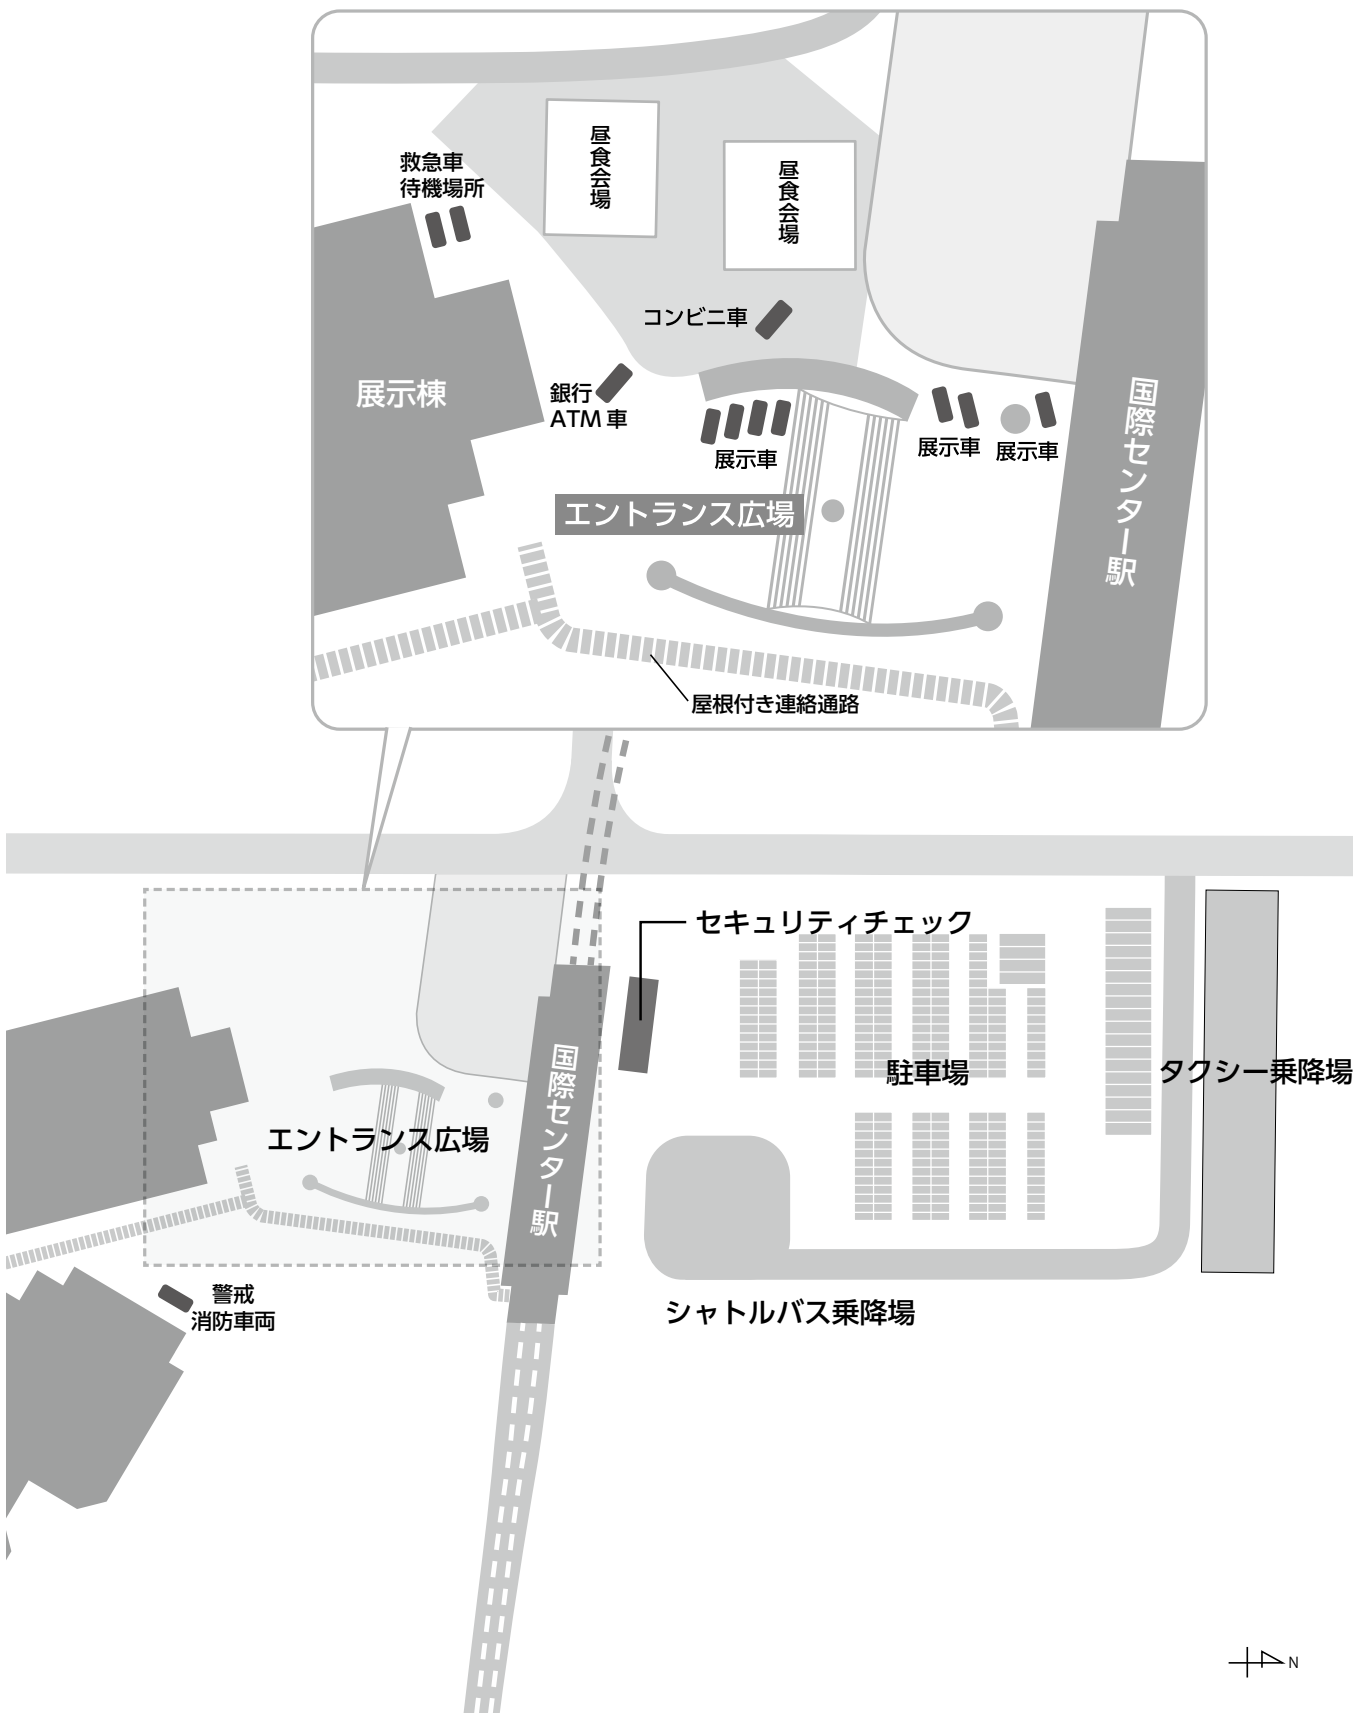 昼食会場
昼食会場
救急車
待機場所
コンビニ車
展示棟
銀行
ATM車
展示車
展示車
展示車
国際センター駅
エントランス広場
屋根付き連絡通路
セキュリティチェック
国際センター駅
駐車場
タクシー乗降場
エントランス広場
警戒
消防車両
シャトルバス乗降場
N